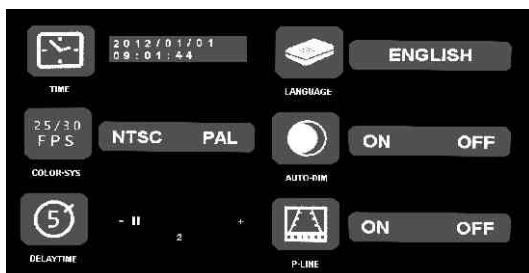 2012/01/01
09:01:44
TIME
ENGLISH
LANGUAGE
25/30
FPS
NTSC PAL
COLOR-SYS
ON OFF
AUTO-DIM
5
- +
2
DELAYTIME
ON OFF
P-LINE